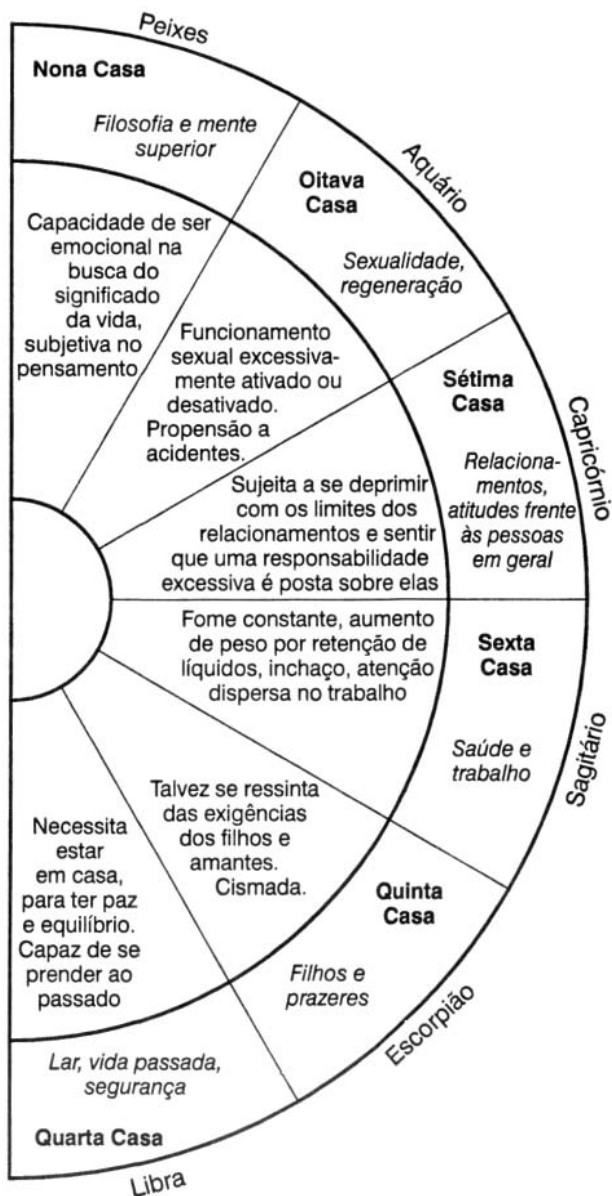 Peixes
Nona Casa
Filosofia e mente
superior
Capacidade de ser
emocional na
busca do
significado
da vida,
subjetiva no
pensamento
Aquário
Oitava
Casa
Sexualidade,
regeneração
Funcionamento
sexual excessiva-
mente ativado ou
desativado.
Propensão a
acidentes.
Capricórnio
Sétima
Casa
Relaciona-
mentos,
atitudes frente
às pessoas
em geral
Sujeita a se deprimir
com os limites dos
relacionamentos e sentir
que uma responsabilidade
excessiva é posta sobre elas
Fome constante, aumento
de peso por retenção de
líquidos, inchaço, atenção
dispersa no trabalho
Sexta
Casa
Saúde e
trabalho
Sagitário
Talvez se ressinta
das exigências
dos filhos e
amantes.
Cismada.
Quinta
Casa
Filhos e
prazeres
Escorpião
Necessita
estar
em casa,
para ter paz
e equilíbrio.
Capaz de se
prender ao
passado
Lar, vida passada,
segurança
Quarta Casa
Libra